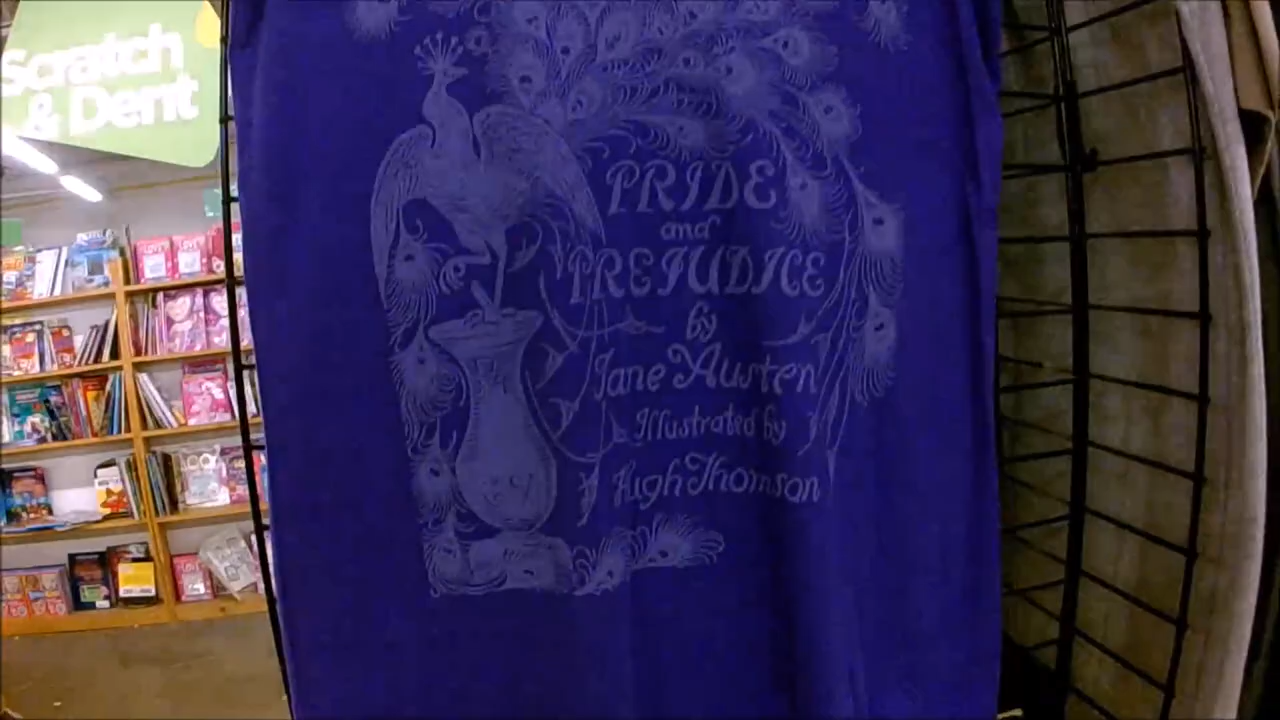 Scratch
& Dent
PRIDE
and
PREJUDICE
by
Jane Austen
Illustrated by
Hugh Thomson